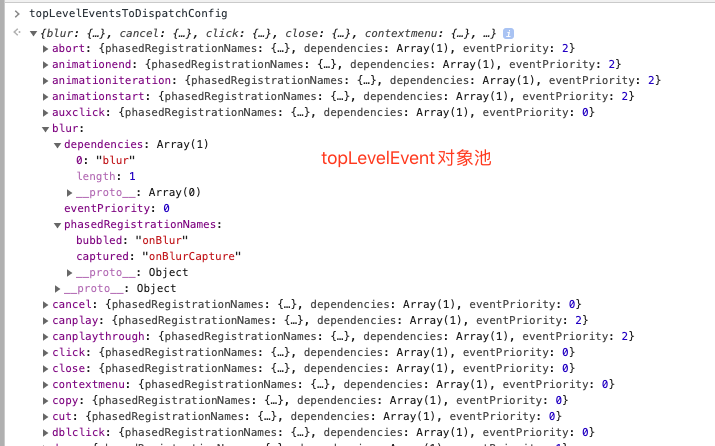 topLevelEventsToDispatchConfig
{blur: {…}, cancel: {…}, click: {…}, close: {…}, contextmenu: {…}, …} i
abort: {phasedRegistrationNames: {…}, dependencies: Array(1), eventPriority: 2}
animationend: {phasedRegistrationNames: {…}, dependencies: Array(1), eventPriority: 2}
animationiteration: {phasedRegistrationNames: {…}, dependencies: Array(1), eventPriority: 2}
animationstart: {phasedRegistrationNames: {…}, dependencies: Array(1), eventPriority: 2}
auxclick: {phasedRegistrationNames: {…}, dependencies: Array(1), eventPriority: 0}
blur:
dependencies: Array(1)
0: "blur"
topLevelEvent对象池
length: 1
__proto__: Array(0)
eventPriority: 0
phasedRegistrationNames:
bubbled: "onBlur"
captured: "onBlurCapture"
__proto__: Object
__proto__: Object
cancel: {phasedRegistrationNames: {…}, dependencies: Array(1), eventPriority: 0}
canplay: {phasedRegistrationNames: {…}, dependencies: Array(1), eventPriority: 2}
canplaythrough: {phasedRegistrationNames: {…}, dependencies: Array(1), eventPriority: 2}
click: {phasedRegistrationNames: {…}, dependencies: Array(1), eventPriority: 0}
close: {phasedRegistrationNames: {…}, dependencies: Array(1), eventPriority: 0}
contextmenu: {phasedRegistrationNames: {…}, dependencies: Array(1), eventPriority: 0}
copy: {phasedRegistrationNames: {…}, dependencies: Array(1), eventPriority: 0}
cut: {phasedRegistrationNames: {…}, dependencies: Array(1), eventPriority: 0}
dblclick: {phasedRegistrationNames: {…}, dependencies: Array(1), eventPriority: 0}